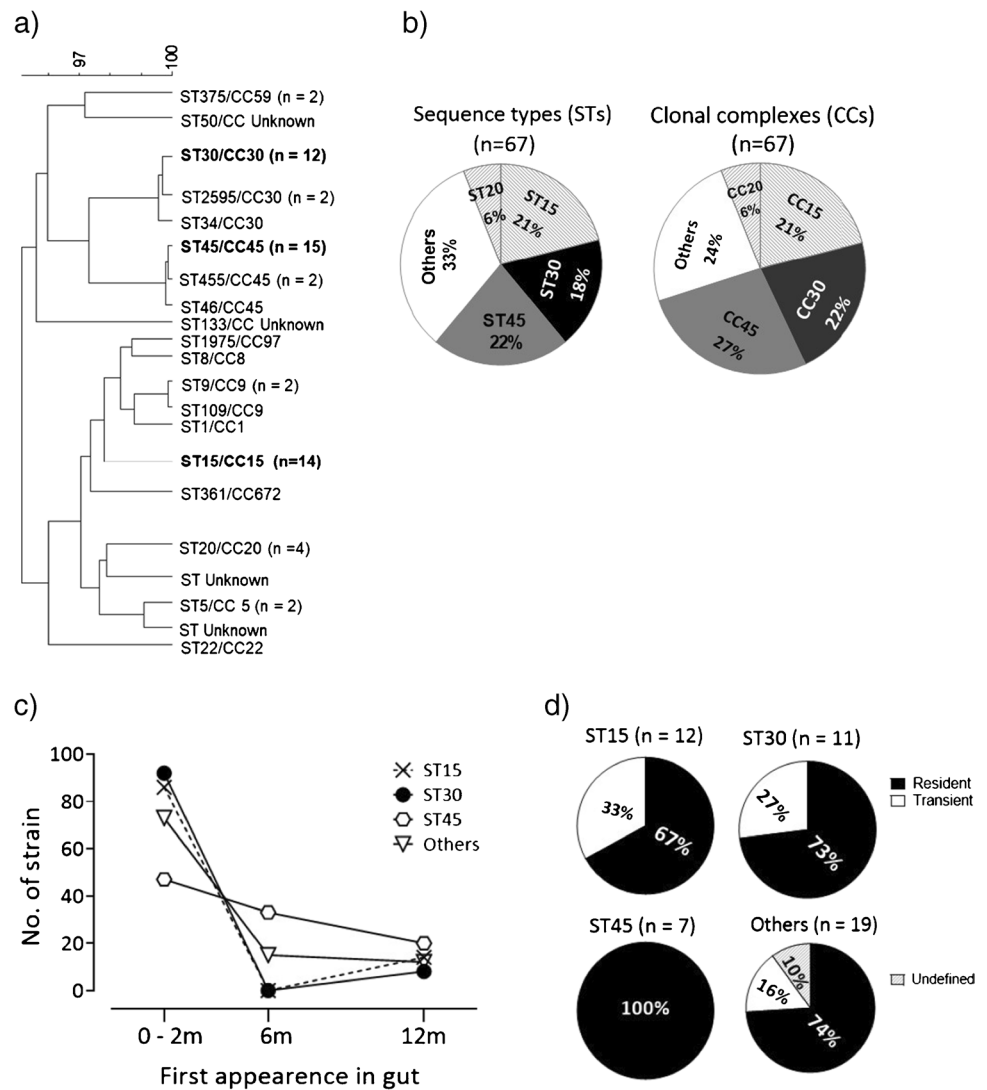 a)
97
100
ST375/CC59 (n = 2)
ST50/CC Unknown
ST30/CC30 (n = 12)
ST2595/CC30 (n = 2)
ST34/CC30
ST45/CC45 (n = 15)
ST455/CC45 (n = 2)
ST46/CC45
ST133/CC Unknown
ST1975/CC97
ST8/CC8
ST9/CC9 (n = 2)
ST109/CC9
ST1/CC1
ST15/CC15 (n=14)
ST361/CC672
ST20/CC20 (n =4)
ST Unknown
ST5/CC 5 (n = 2)
ST Unknown
ST22/CC22
b)
Sequence types (STs)
(n=67)
ST20
6%
ST15
21%
ST30
18%
ST45
22%
Others
33%
Clonal complexes (CCs)
(n=67)
CC20
6%
CC15
21%
CC30
22%
CC45
27%
Others
24%
c)
No. of strain
100
80
60
40
20
0
0 - 2m
6m
12m
First appearence in gut
ST15
ST30
ST45
Others
d)
ST15 (n = 12)
33%
67%
ST30 (n = 11)
27%
73%
Resident
Transient
ST45 (n = 7)
100%
Others (n = 19)
10%
16%
74%
Undefined